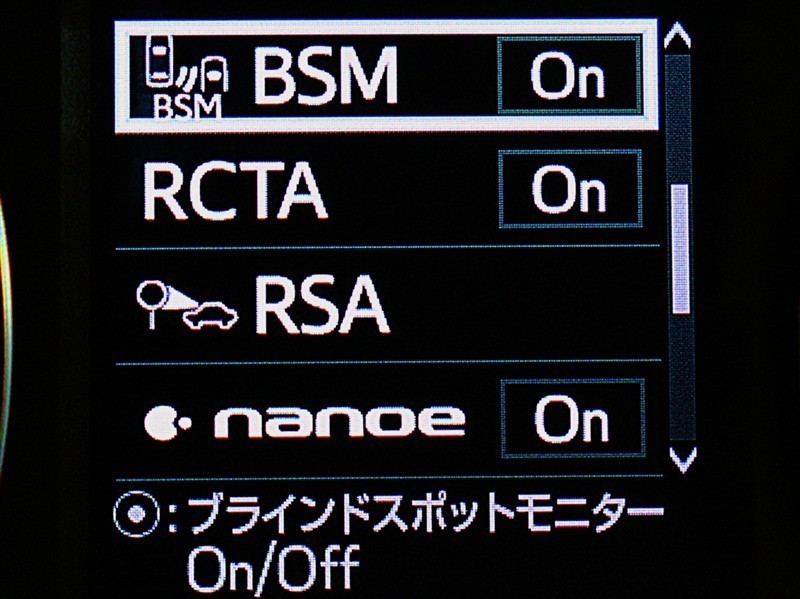 BSM BSM On
RCTA On
RSA
nanoe On
:ブラインドスポットモニター
On/Off